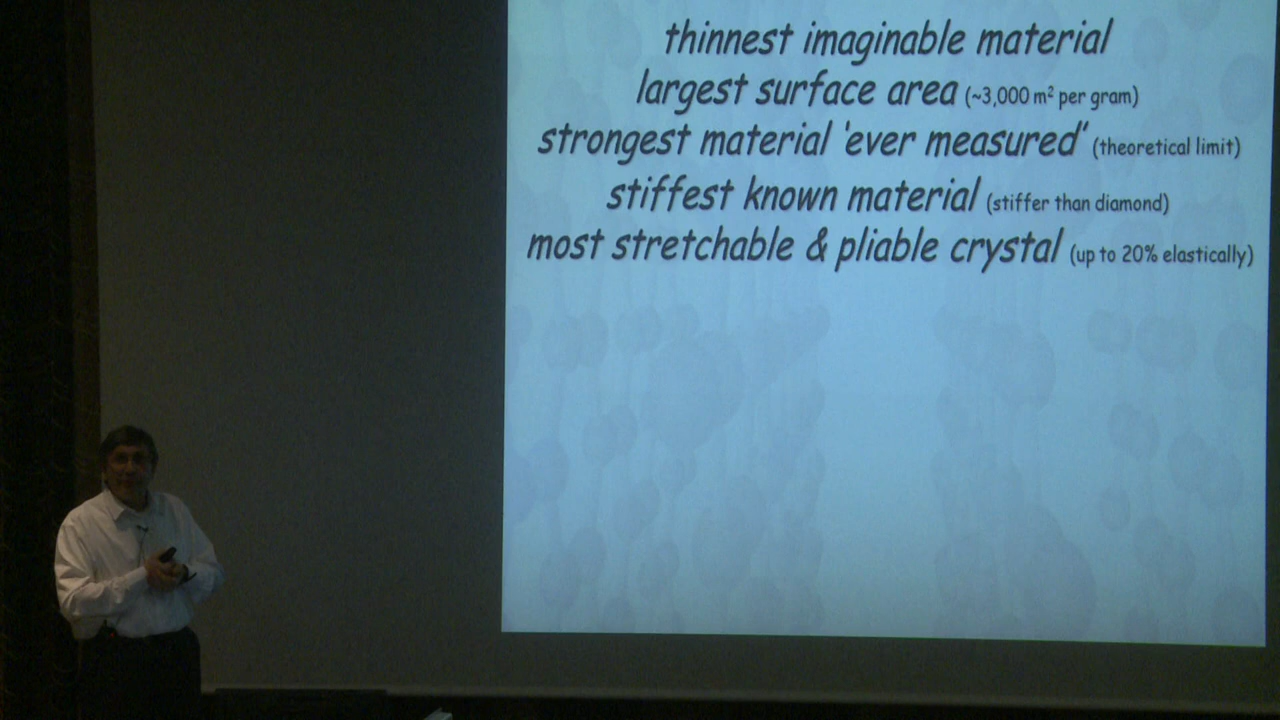 thinnest imaginable material
largest surface area (~3,000 m² per gram)
strongest material 'ever measured' (theoretical limit)
stiffest known material (stiffer than diamond)
most stretchable & pliable crystal (up to 20% elastically)